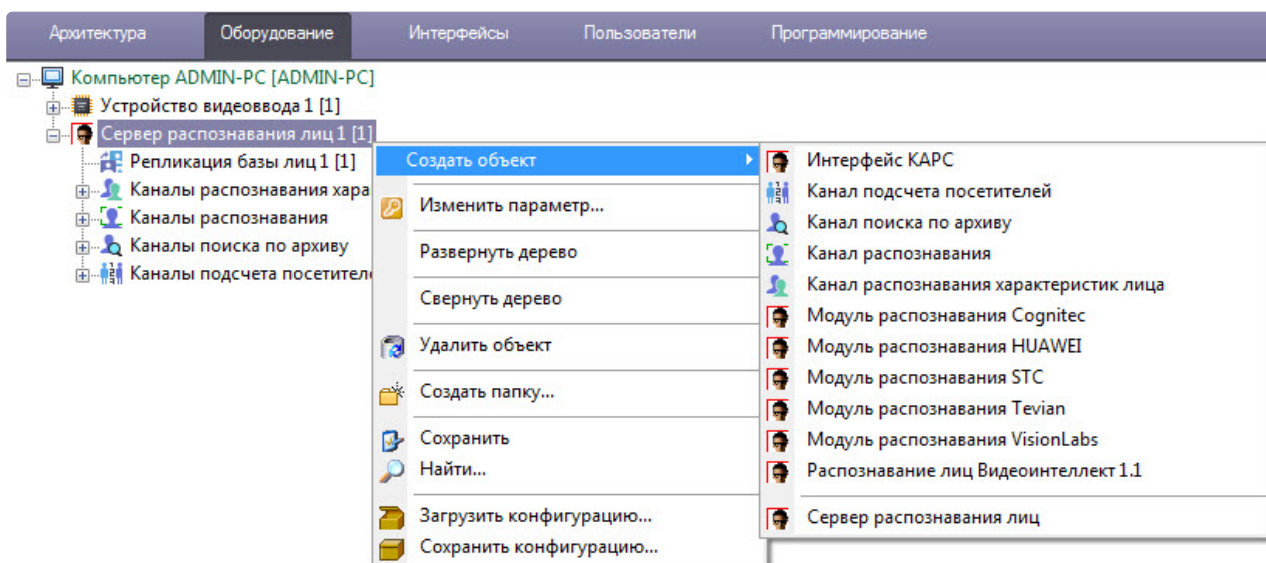 Архитектура Оборудование Интерфейсы Пользователи Программирование
Компьютер ADMIN-PC [ADMIN-PC]
Устройство видеоввода 1 [1]
Сервер распознавания лиц 1 [1]
Репликация базы лиц 1 [1]
Каналы распознавания хара
Каналы распознавания
Каналы поиска по архиву
Каналы подсчета посетител
Создать объект
Изменить параметр...
Развернуть дерево
Свернуть дерево
Удалить объект
Создать папку...
Сохранить
Найти...
Загрузить конфигурацию...
Сохранить конфигурацию...
Интерфейс КАРС
Канал подсчета посетителей
Канал поиска по архиву
Канал распознавания
Канал распознавания характеристик лица
Модуль распознавания Cognitec
Модуль распознавания HUAWEI
Модуль распознавания STC
Модуль распознавания Tevian
Модуль распознавания VisionLabs
Распознавание лиц Видеоинтеллект 1.1
Сервер распознавания лиц